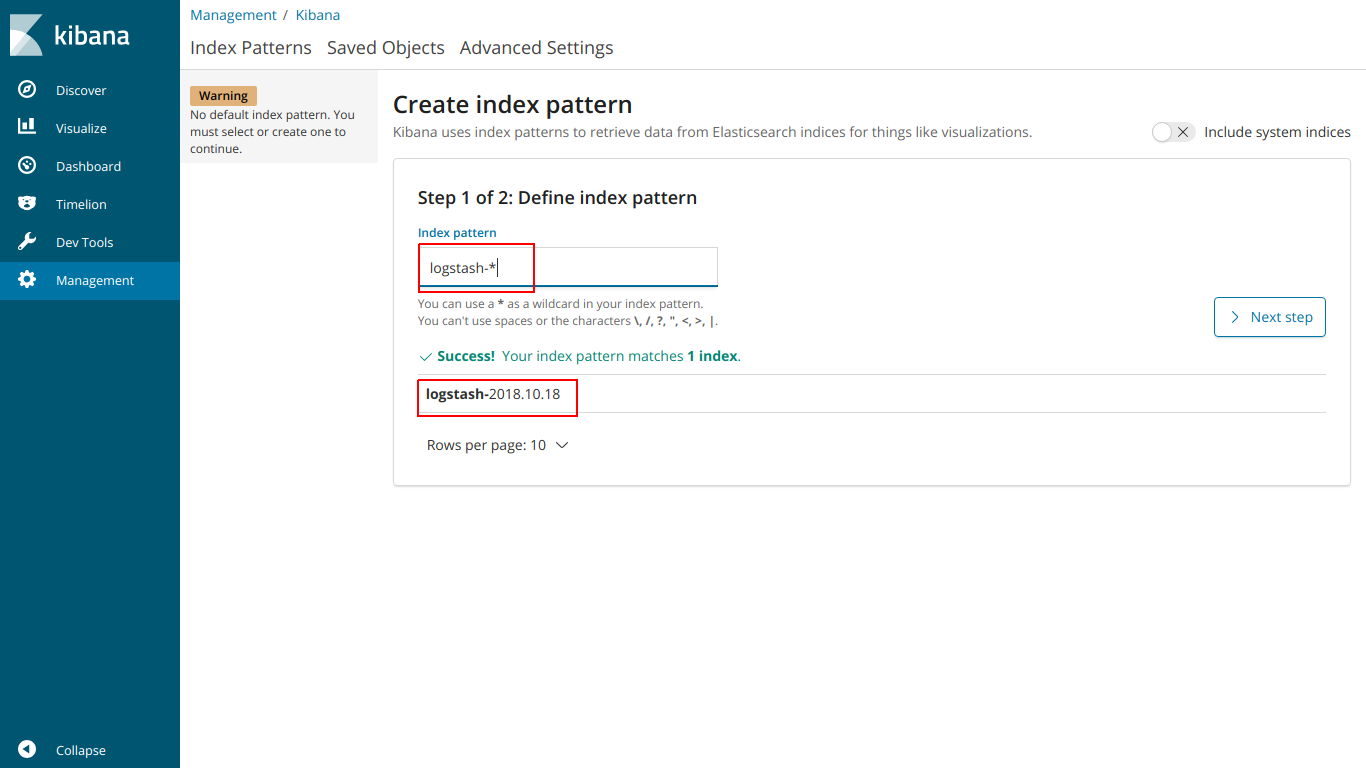 kibana
Discover
Visualize
Dashboard
Timelion
Dev Tools
Management
Collapse
Management / Kibana
Index Patterns Saved Objects Advanced Settings
Warning
No default index pattern. You
must select or create one to
continue.
Create index pattern
Kibana uses index patterns to retrieve data from Elasticsearch indices for things like visualizations.
Include system indices
Step 1 of 2: Define index pattern
Index pattern
logstash-*
You can use a * as a wildcard in your index pattern.
You can't use spaces or the characters \, /, ?, ", <, >, |.
Next step
Success! Your index pattern matches 1 index.
logstash-2018.10.18
Rows per page: 10